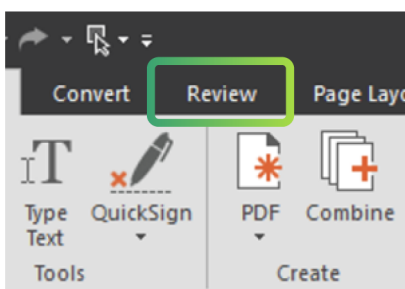 Convert Review Page Layo
Type Text QuickSign PDF Combine
Tools Create